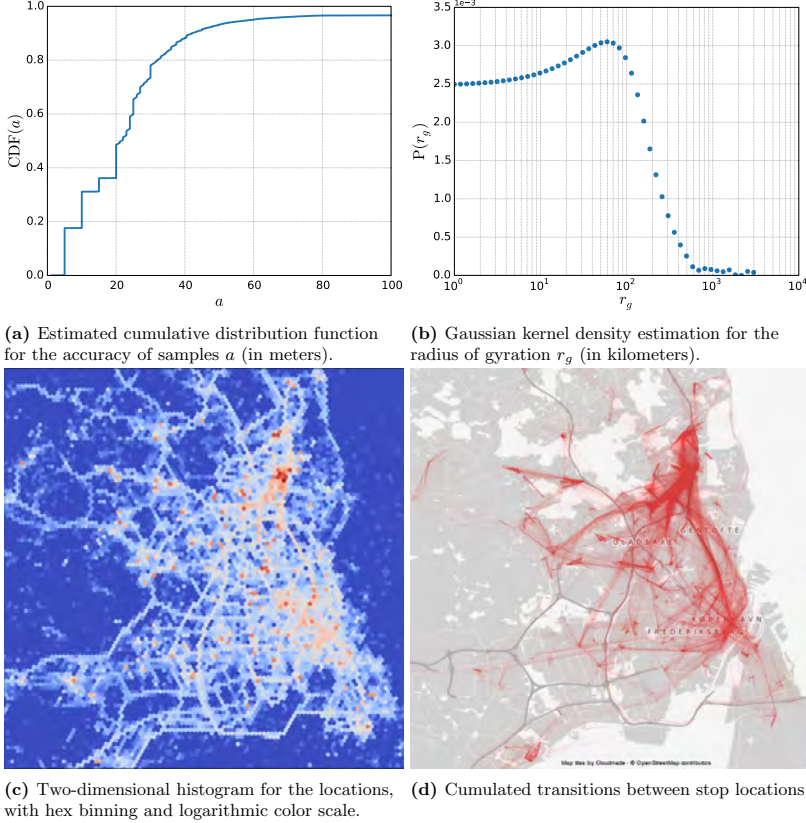 1.0
0.8
0.6
0.4
0.2
0.0
0 20 40 60 80 100
CDF(a)
a
1e−3
3.5
3.0
2.5
2.0
1.5
1.0
0.5
0.0
10^0 10^1 10^2 10^3 10^4
P(r_g)
r_g
(a) Estimated cumulative distribution function
for the accuracy of samples a (in meters).
(b) Gaussian kernel density estimation for the
radius of gyration r_g (in kilometers).
GENTOFTE
GLADSAXE
KØBENHAVN
FREDERIKSBERG
Map tiles by Cloudmade - © OpenStreetMap contributors
(c) Two-dimensional histogram for the locations,
with hex binning and logarithmic color scale.
(d) Cumulated transitions between stop locations